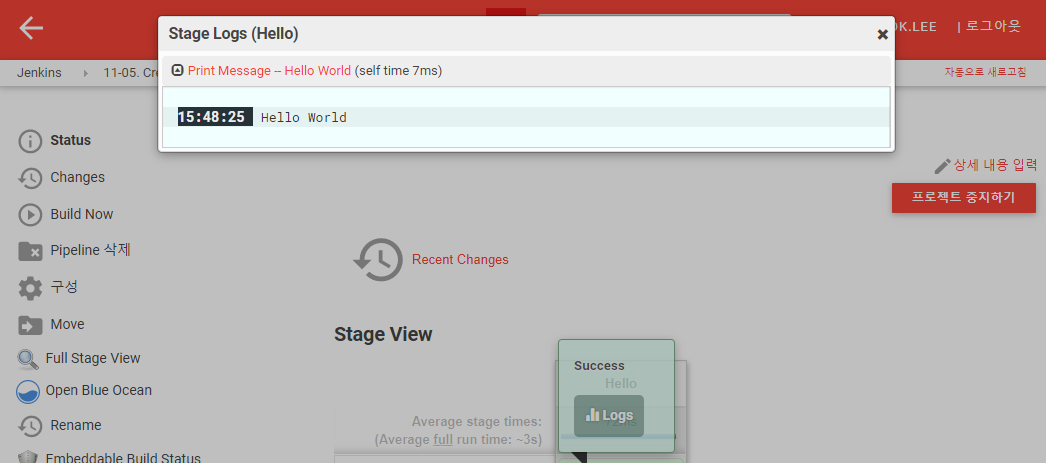 Stage Logs (Hello)
OK.LEE | 로그아웃
Print Message -- Hello World (self time 7ms)
Jenkins
11-05. Cre
자동으로 새로고침
15:48:25 Hello World
Status
상세 내용 입력
Changes
프로젝트 중지하기
Build Now
Pipeline 삭제
Recent Changes
구성
Move
Stage View
Full Stage View
Success
Hello
Open Blue Ocean
Logs
Average stage times:
Rename
(Average full run time: ~3s)
Embeddable Build Status